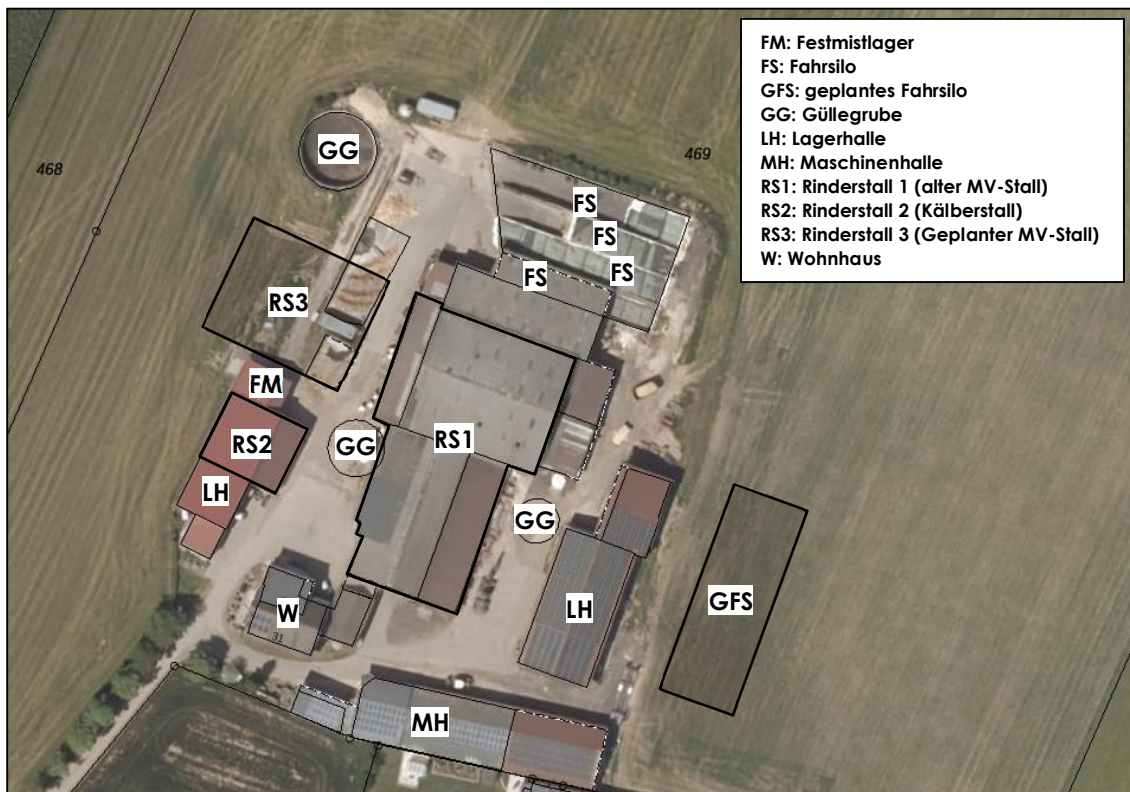 FM: Festmistlager
FS: Fahrsilo
GFS: geplantes Fahrsilo
GG: Güllegrube
LH: Lagerhalle
MH: Maschinenhalle
RS1: Rinderstall 1 (alter MV-Stall)
RS2: Rinderstall 2 (Kälberstall)
RS3: Rinderstall 3 (Geplanter MV-Stall)
W: Wohnhaus
GG
469
468
FS
FS
FS
FS
RS3
FM
RS2
GG
RS1
LH
GG
W
31
LH
GFS
MH